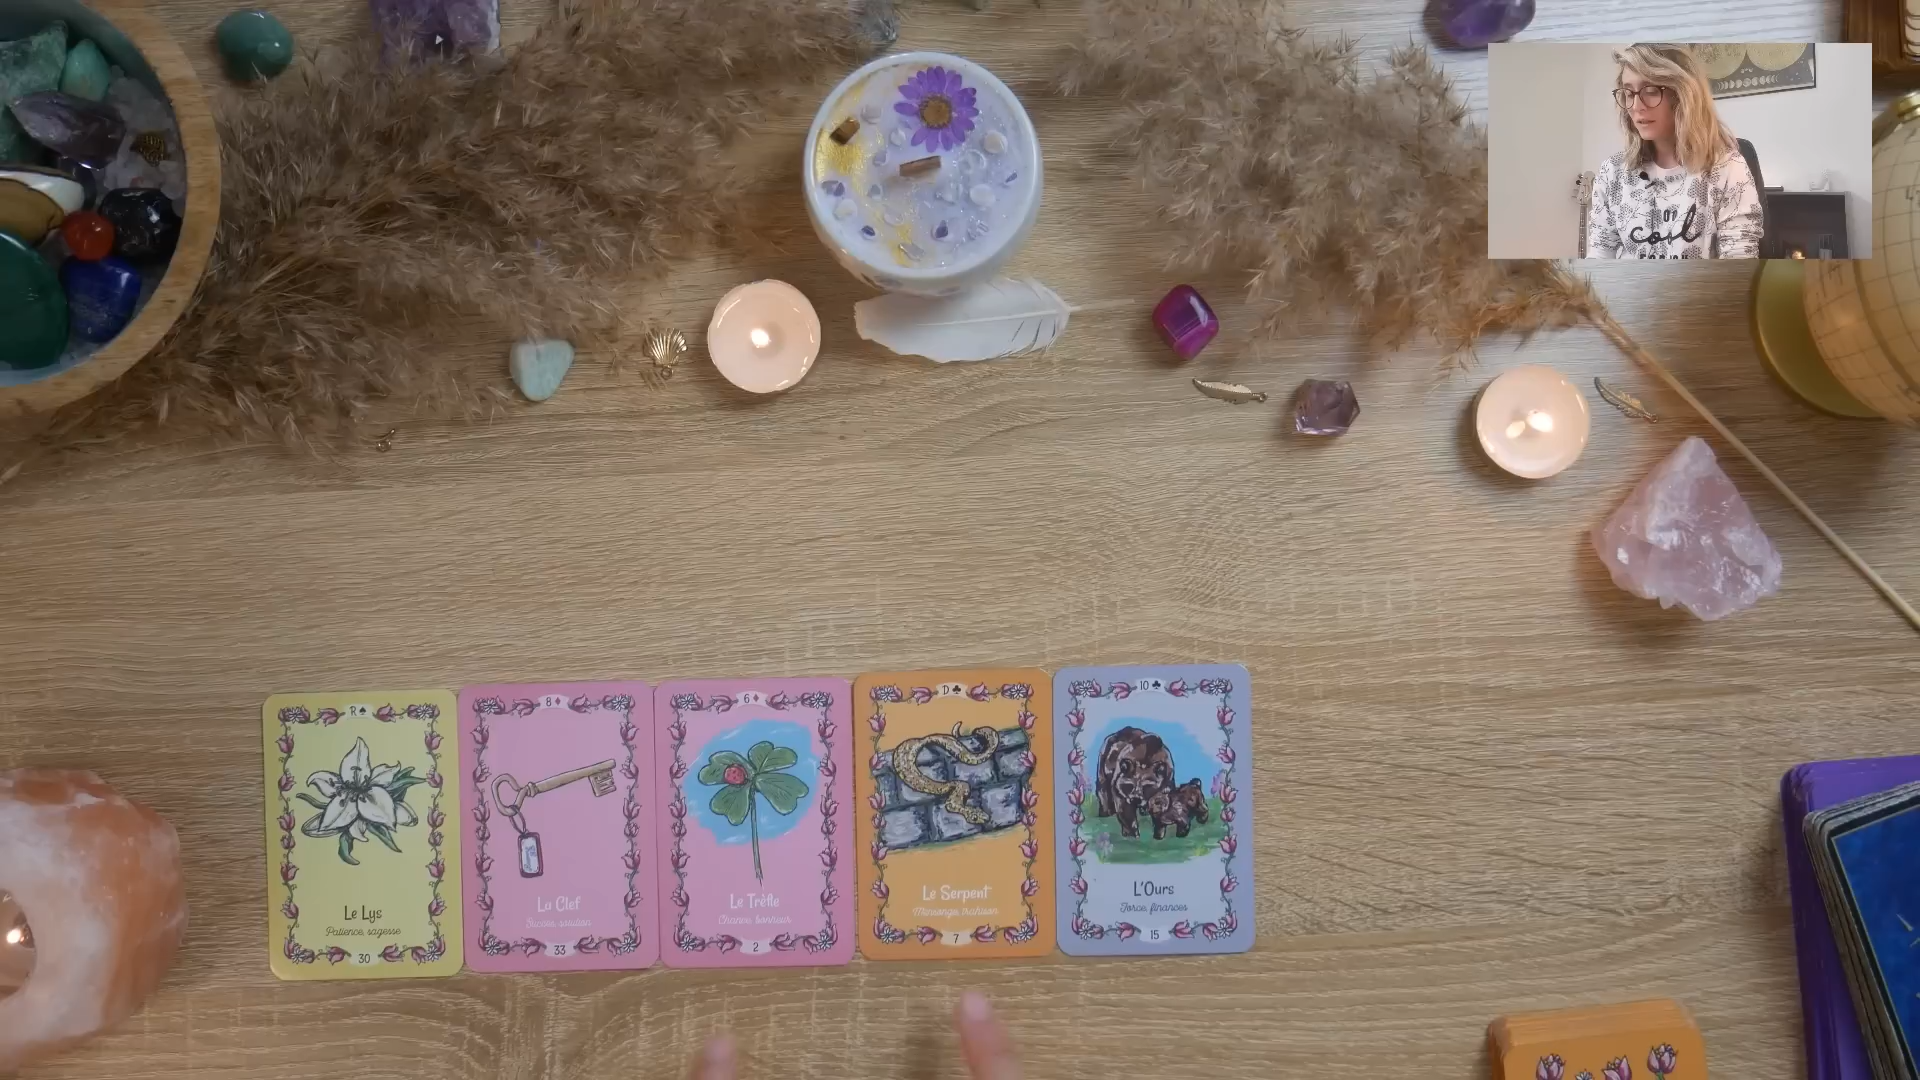 R♠
Le Lys
Patience, sagesse
30
8♦
La Clef
Succès, solution
33
6♦
Le Trèfle
Chance, bonheur
2
D♣
Le Serpent
Mensonge, trahison
7
10♣
L'Ours
Force, finances
15
cool